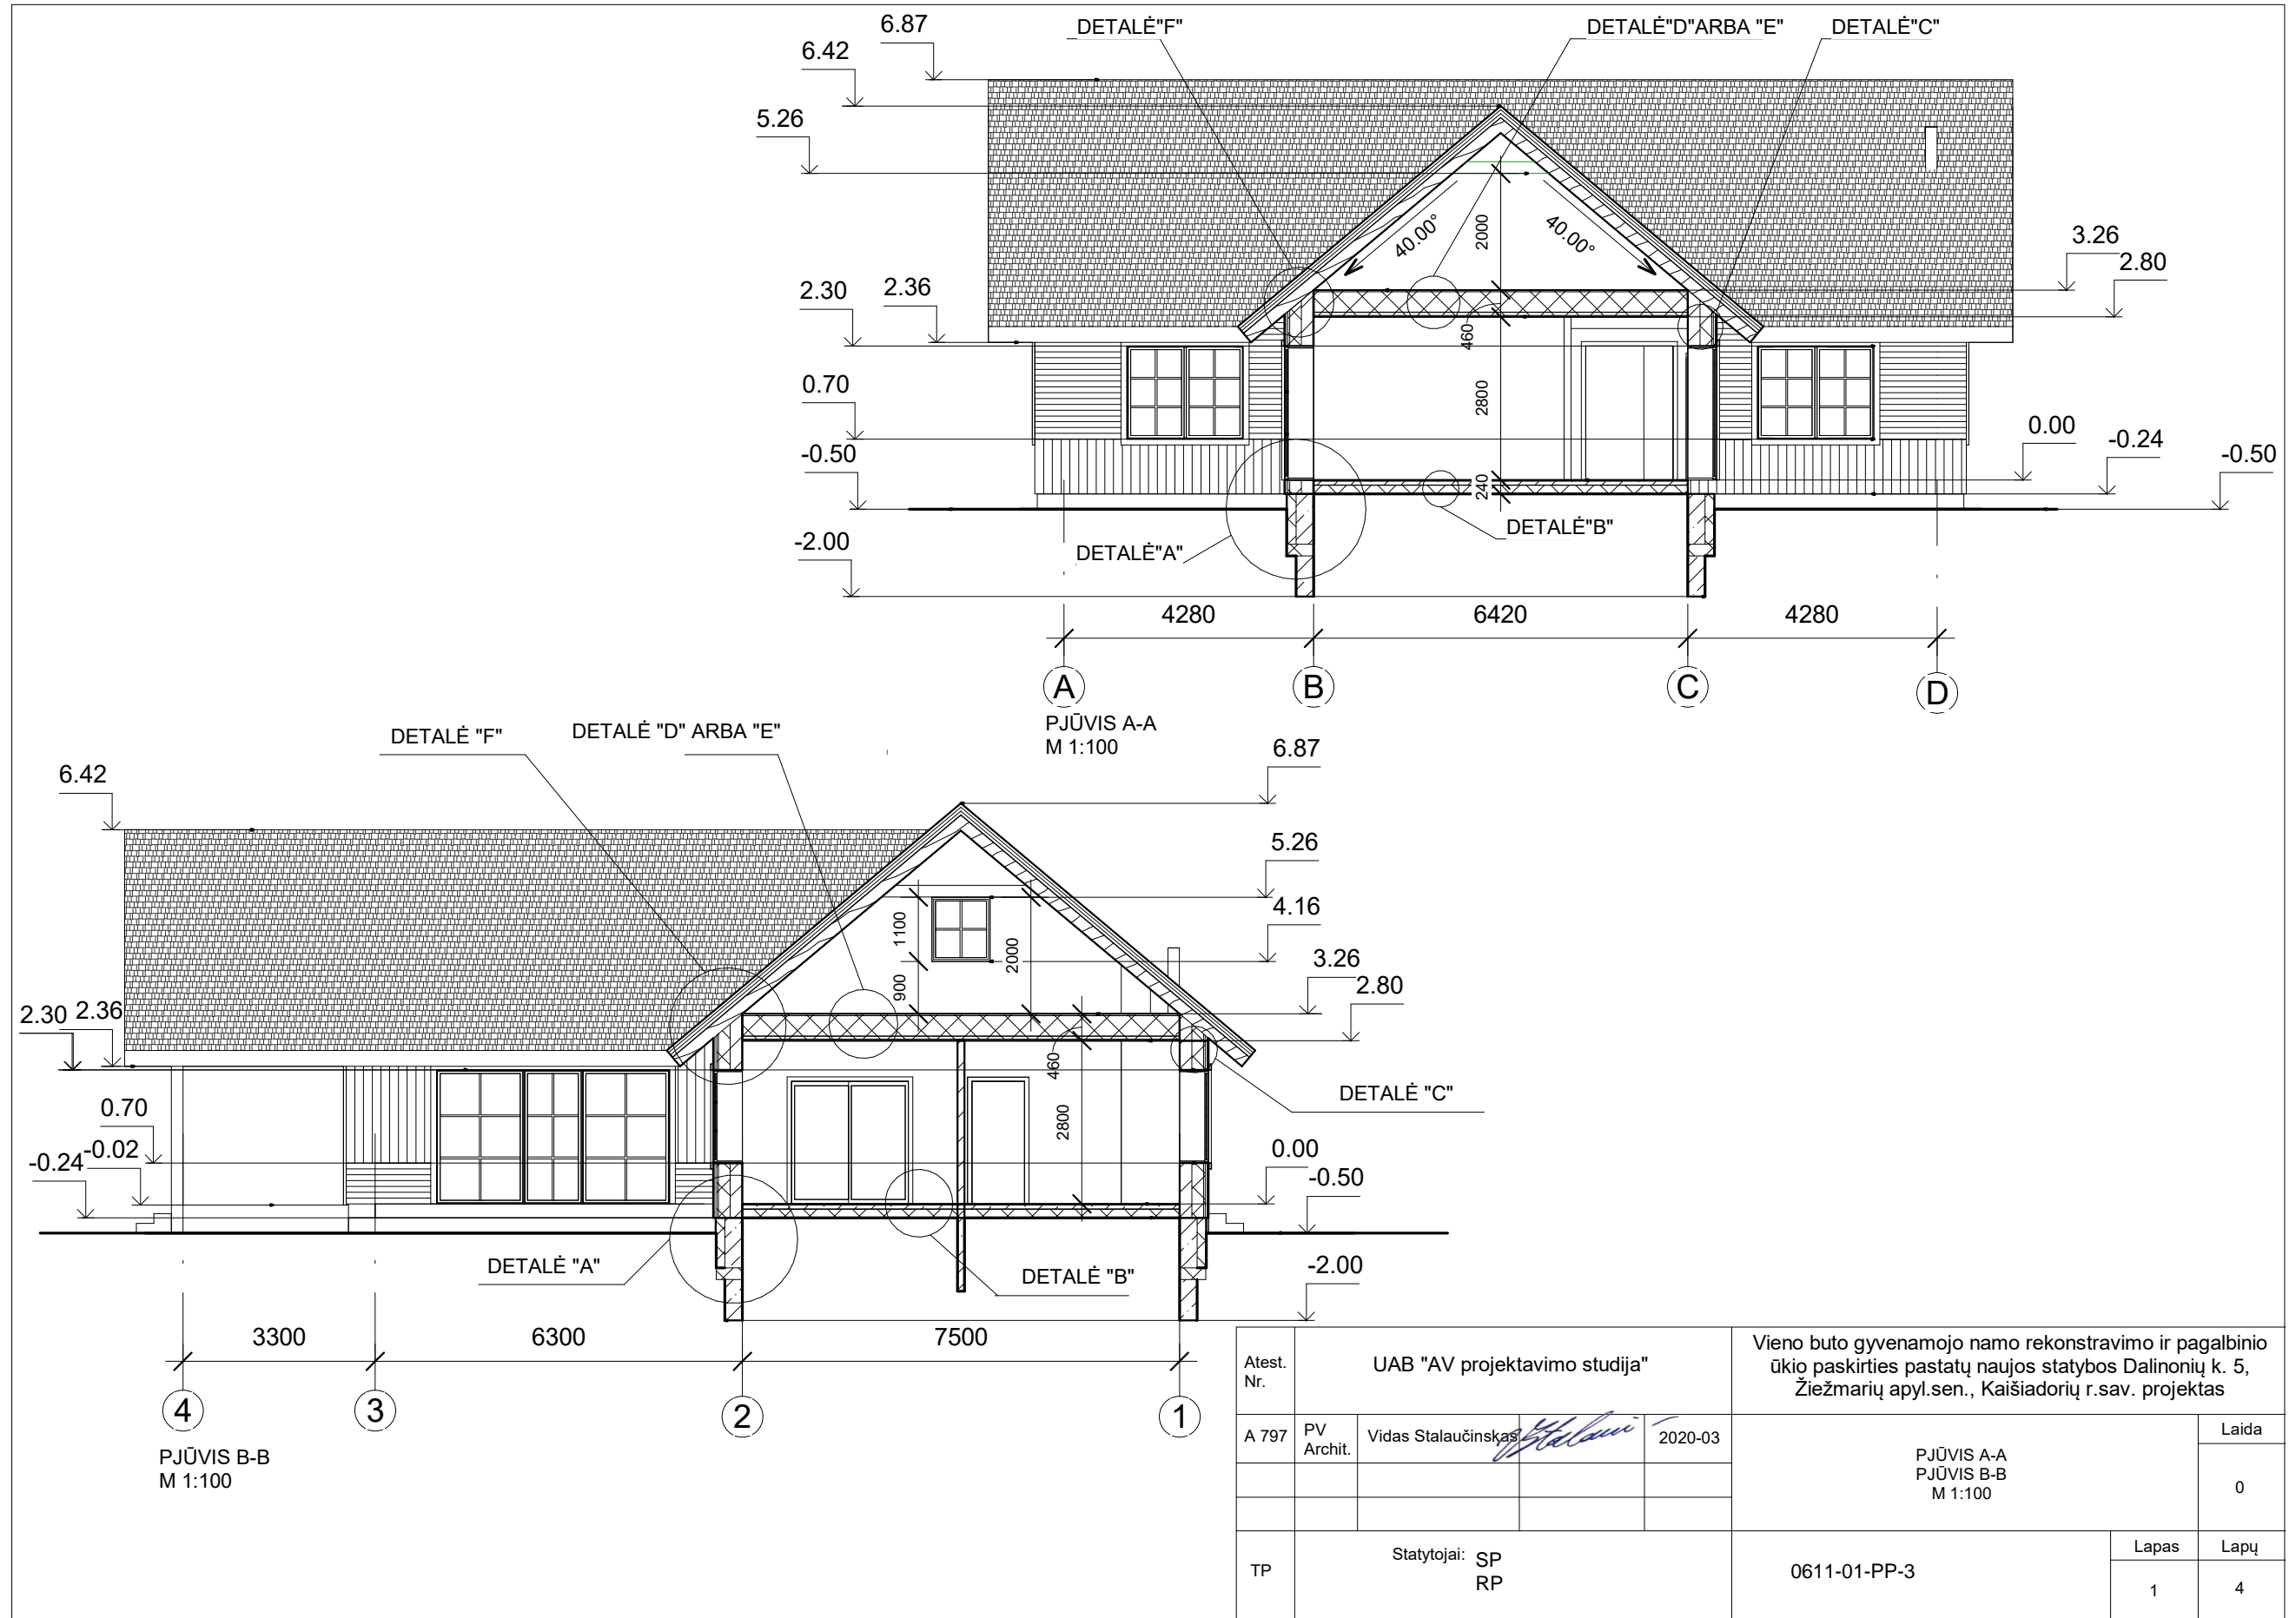 6.87
DETALĖ"F"
DETALĖ"D"ARBA "E"
DETALĖ"C"
6.42
5.26
40.00°
2000
40.00°
3.26
2.80
2.30
2.36
460
0.70
2800
0.00
-0.24
-0.50
-0.50
240
DETALĖ"B"
-2.00
DETALĖ"A"
4280
6420
4280
A
B
C
D
PJŪVIS A-A
M 1:100
DETALĖ "F"
DETALĖ "D" ARBA "E"
6.87
6.42
5.26
4.16
1100
2000
900
3.26
2.80
2.30
2.36
460
DETALĖ "C"
0.70
2800
-0.02
-0.24
0.00
-0.50
DETALĖ "A"
DETALĖ "B"
-2.00
3300
6300
7500
4
3
2
1
PJŪVIS B-B
M 1:100
Atest.
Nr.
UAB "AV projektavimo studija"
Vieno buto gyvenamojo namo rekonstravimo ir pagalbinio
ūkio paskirties pastatų naujos statybos Dalinonių k. 5,
Žiežmarių apyl.sen., Kaišiadorių r.sav. projektas
A 797
PV
Archit.
Vidas Stalaučinskas
2020-03
PJŪVIS A-A
PJŪVIS B-B
M 1:100
Laida
0
TP
Statytojai:
SP
RP
0611-01-PP-3
Lapas
Lapų
1
4